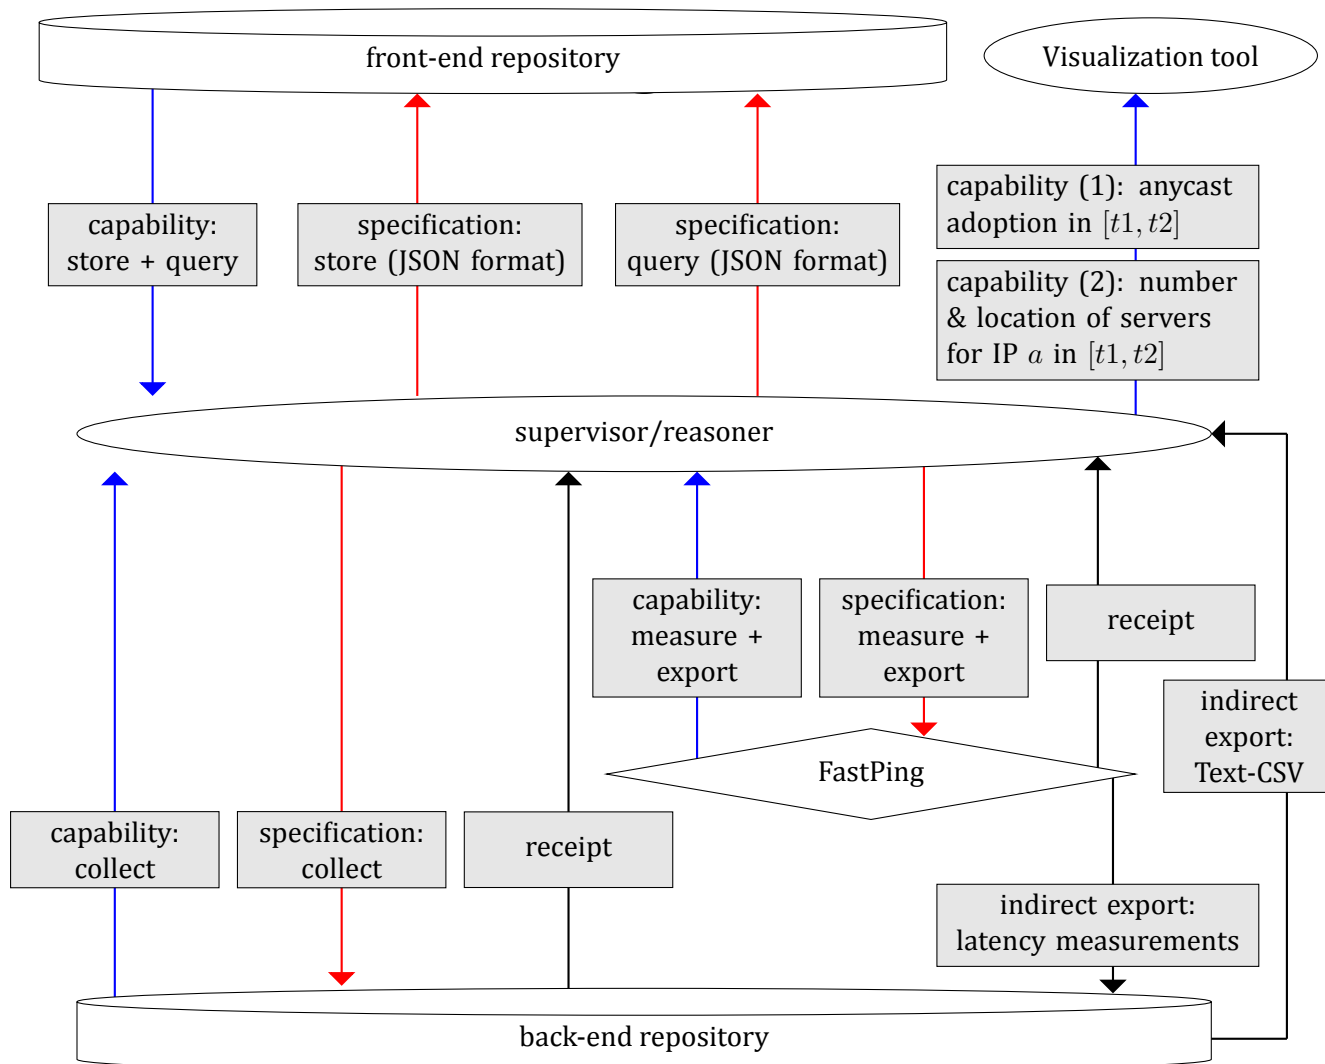 front-end repository
Visualization tool
capability:
store + query
specification:
store (JSON format)
specification:
query (JSON format)
capability (1): anycast
adoption in [t1, t2]
capability (2): number
& location of servers
for IP a in [t1, t2]
supervisor/reasoner
capability:
measure +
export
specification:
measure +
export
receipt
indirect
export:
Text-CSV
FastPing
capability:
collect
specification:
collect
receipt
indirect export:
latency measurements
back-end repository